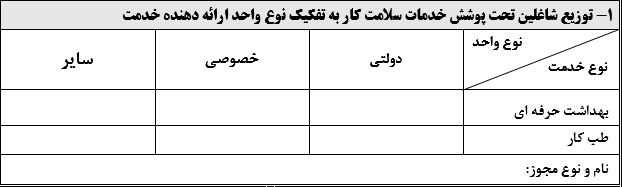 ۱- توزیع شاغلین تحت پوشش خدمات سلامت کار به تفکیک نوع واحد ارائه دهنده خدمت
نوع واحد
نوع خدمت
دولتی
خصوصی
سایر
بهداشت حرفه ای
طب کار
نام و نوع مجوز: